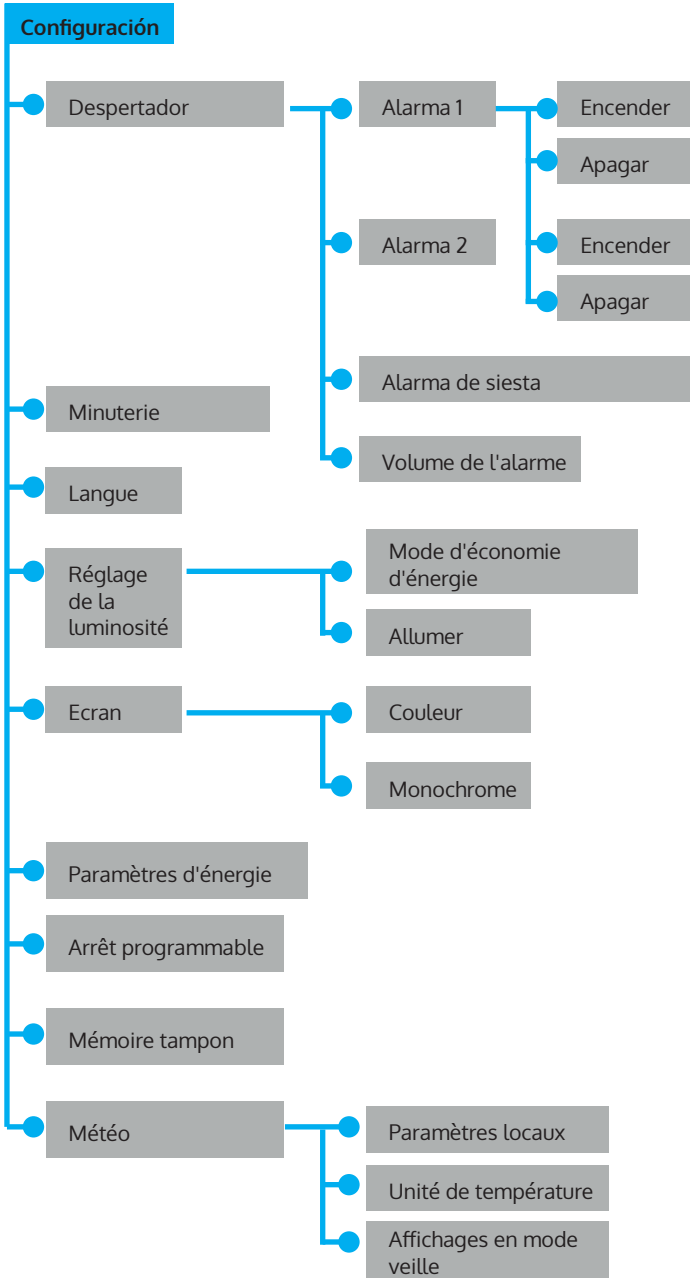 Configuración
Despertador
Alarma 1
Encender
Apagar
Alarma 2
Encender
Apagar
Alarma de siesta
Volume de l'alarme
Minuterie
Langue
Réglage
de la
luminosité
Mode d'économie
d'énergie
Allumer
Ecran
Couleur
Monochrome
Paramètres d'énergie
Arrêt programmable
Mémoire tampon
Météo
Paramètres locaux
Unité de température
Affichages en mode
veille